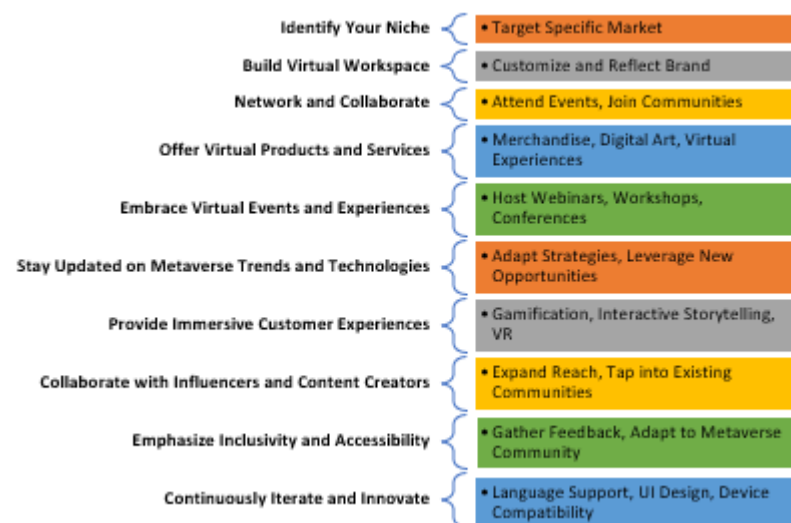 Identify Your Niche
• Target Specific Market
Build Virtual Workspace
• Customize and Reflect Brand
Network and Collaborate
• Attend Events, Join Communities
Offer Virtual Products and Services
• Merchandise, Digital Art, Virtual
Experiences
Embrace Virtual Events and Experiences
• Host Webinars, Workshops,
Conferences
Stay Updated on Metaverse Trends and Technologies
• Adapt Strategies, Leverage New
Opportunities
Provide Immersive Customer Experiences
• Gamification, Interactive Storytelling,
VR
Collaborate with Influencers and Content Creators
• Expand Reach, Tap into Existing
Communities
Emphasize Inclusivity and Accessibility
• Gather Feedback, Adapt to Metaverse
Community
Continuously Iterate and Innovate
• Language Support, UI Design, Device
Compatibility